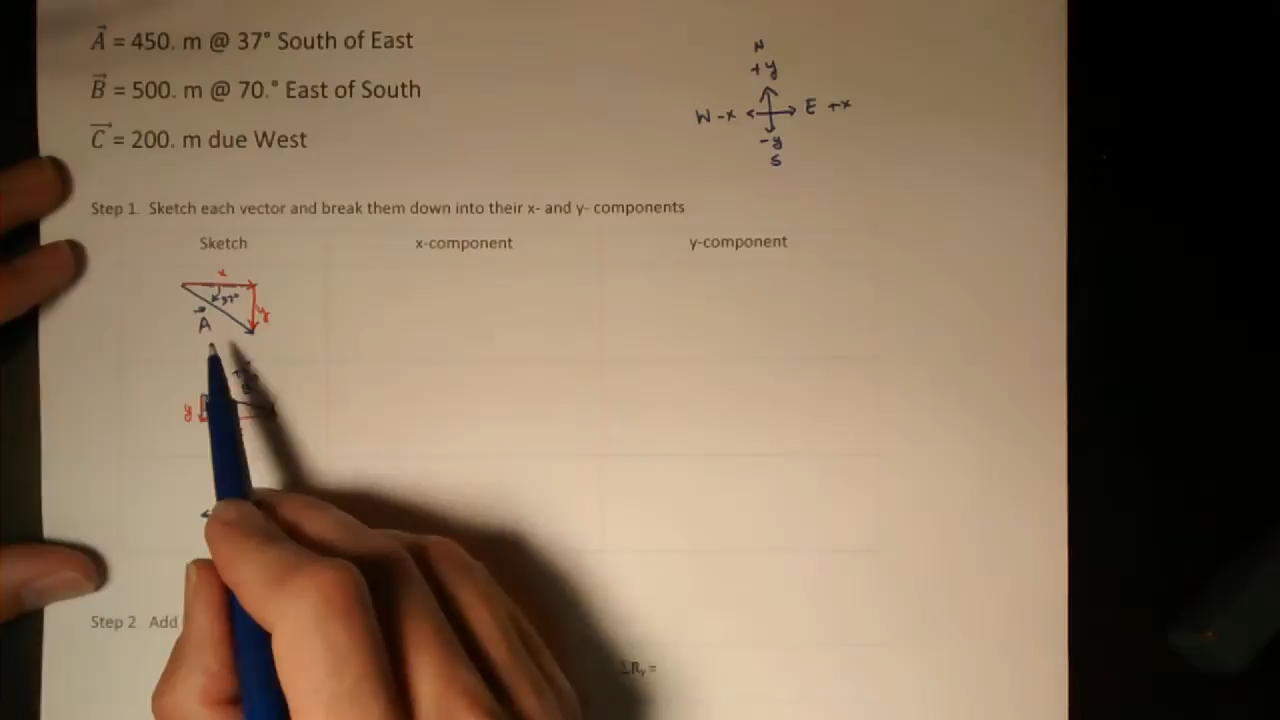 A⃗ = 450. m @ 37° South of East
B⃗ = 500. m @ 70.° East of South
C⃗ = 200. m due West
N
+y
W -x E +x
-y
S
Step 1. Sketch each vector and break them down into their x- and y- components
Sketch x-component y-component
x
37°
y
A⃗
y
Step 2 Add
ΣRᵧ =